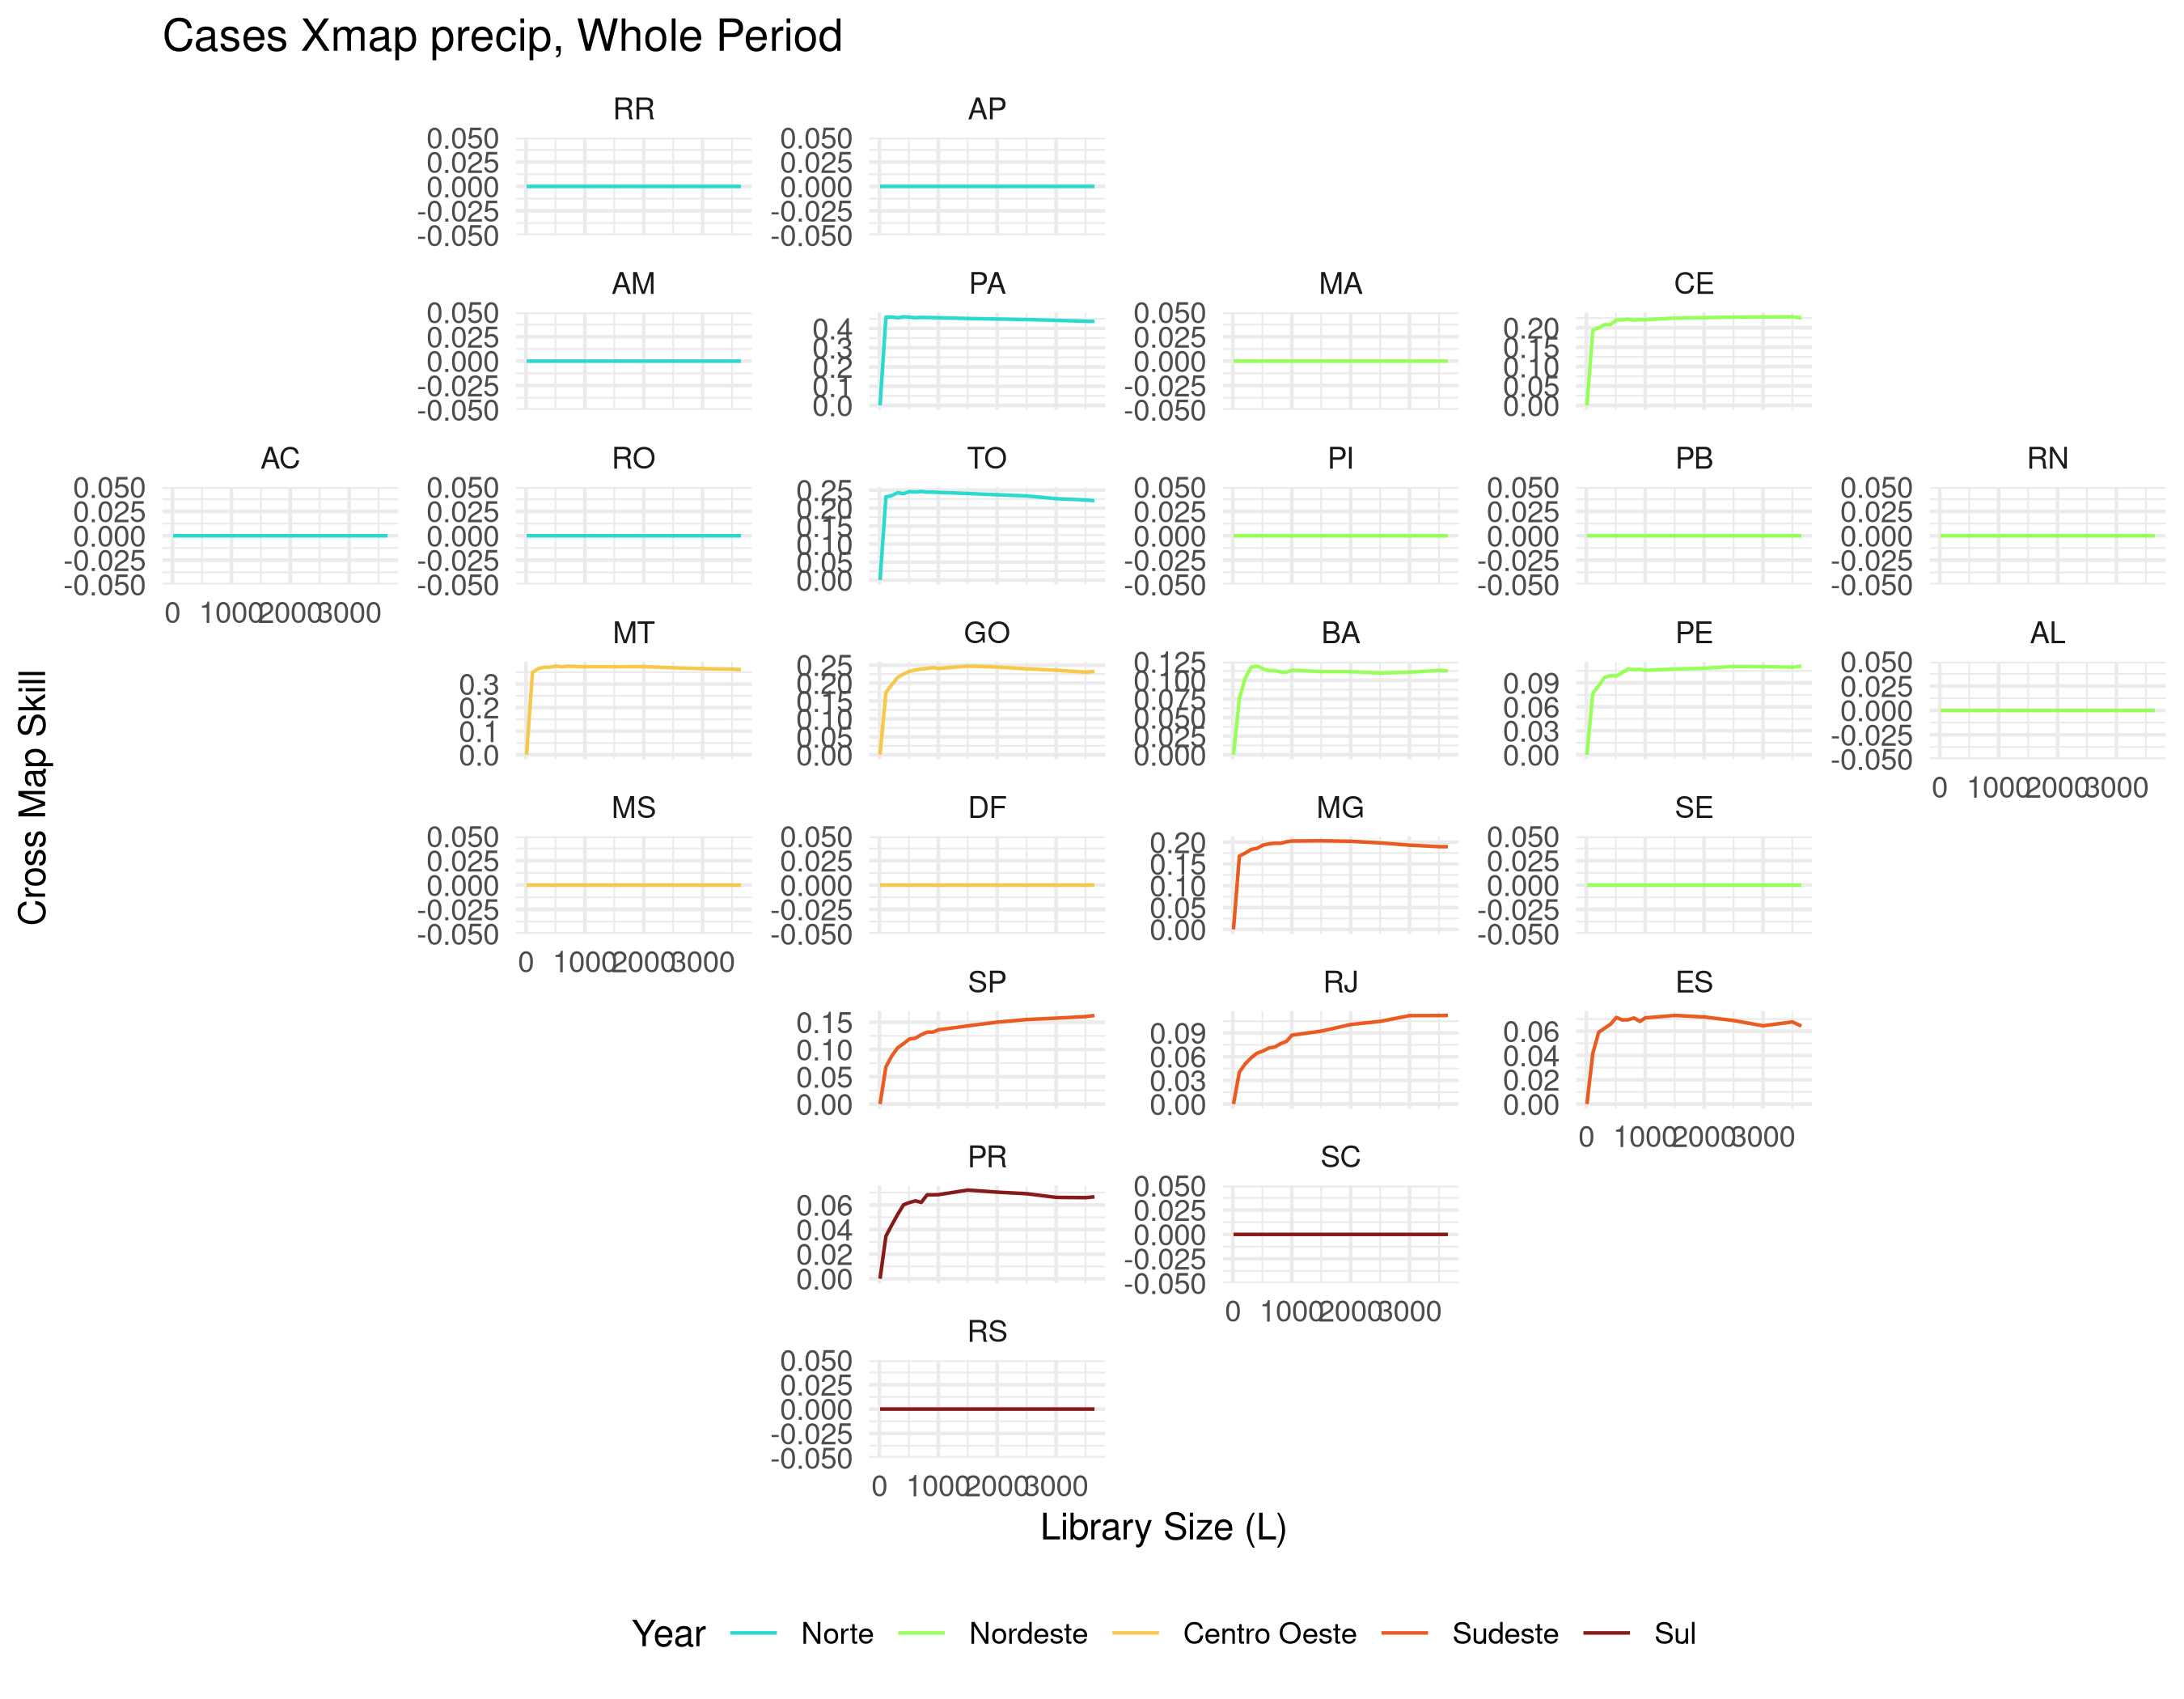 Cases Xmap precip, Whole Period
RR AP
0.050 0.050
0.025 0.025
0.000 0.000
-0.025 -0.025
-0.050 -0.050
AM PA MA CE
0.050 0.4 0.050 0.20
0.025 0.3 0.025 0.15
0.000 0.2 0.000 0.10
-0.025 0.1 -0.025 0.05
-0.050 0.0 -0.050 0.00
AC RO TO PI PB RN
0.050 0.050 0.25 0.050 0.050 0.050
0.025 0.025 0.20 0.025 0.025 0.025
0.000 0.000 0.15 0.000 0.000 0.000
-0.025 -0.025 0.10 -0.025 -0.025 -0.025
-0.050 -0.050 0.05 -0.050 -0.050 -0.050
0.00
0 1000 2000 3000
MT GO BA PE AL
0.3 0.25 0.125 0.09 0.050
0.2 0.20 0.100 0.06 0.025
0.1 0.15 0.075 0.03 0.000
0.0 0.10 0.050 0.00 -0.025
0.05 0.025 -0.050
0.00 0.000
0 1000 2000 3000
MS DF MG SE
0.050 0.050 0.20 0.050
0.025 0.025 0.15 0.025
0.000 0.000 0.10 0.000
-0.025 -0.025 0.05 -0.025
-0.050 -0.050 0.00 -0.050
0 1000 2000 3000
SP RJ ES
0.15 0.09 0.06
0.10 0.06 0.04
0.05 0.03 0.02
0.00 0.00 0.00
0 1000 2000 3000
PR SC
0.06 0.050
0.04 0.025
0.02 0.000
0.00 -0.025
-0.050
0 1000 2000 3000
RS
0.050
0.025
0.000
-0.025
-0.050
0 1000 2000 3000
Cross Map Skill
Library Size (L)
Year Norte Nordeste Centro Oeste Sudeste Sul